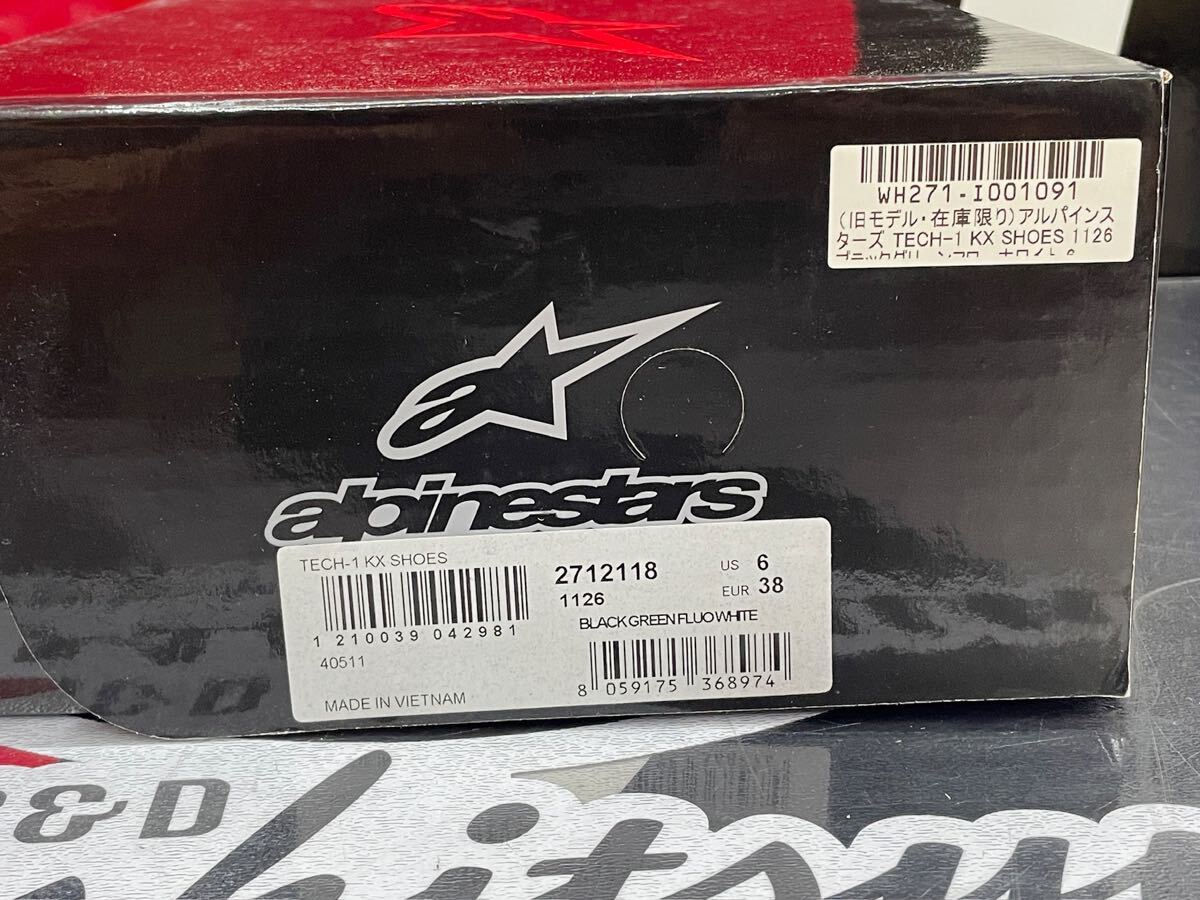 WH271-I001091
(旧モデル・在庫限り)アルパインス
ターズ TECH-1 KX SHOES 1126
alpinestars
TECH-1 KX SHOES
2712118
US 6
1126
EUR 38
BLACK GREEN FLUO WHITE
1 210039 042981
40511
8 059175 368974
MADE IN VIETNAM
&D